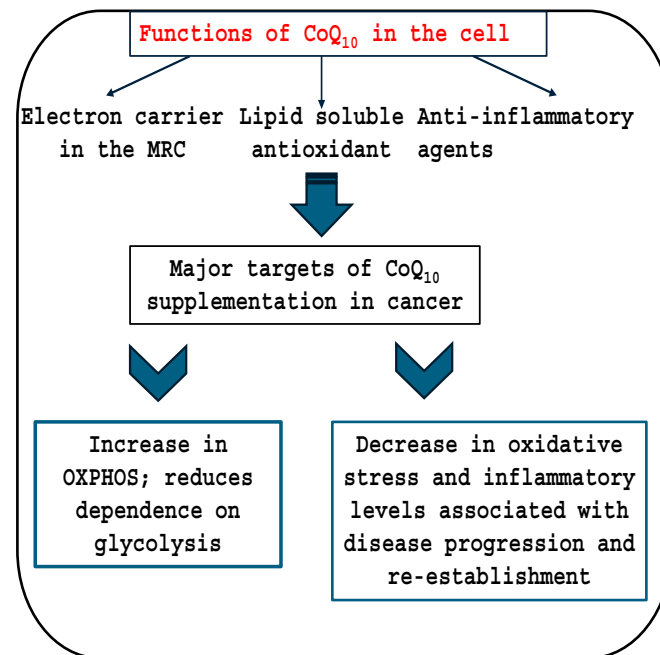 Functions of CoQ₁₀ in the cell
Electron carrier
in the MRC
Lipid soluble
antioxidant
Anti-inflammatory
agents
Major targets of CoQ₁₀
supplementation in cancer
Increase in
OXPHOS; reduces
dependence on
glycolysis
Decrease in oxidative
stress and inflammatory
levels associated with
disease progression and
re-establishment